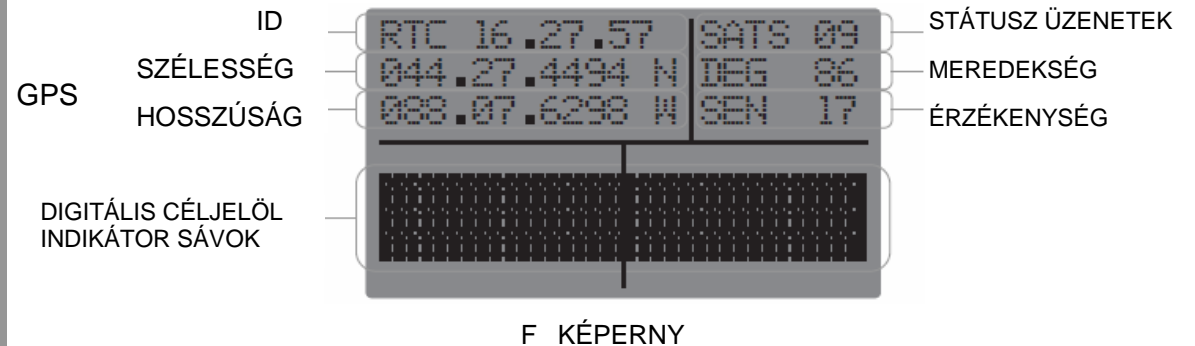 ID
RTC 16.27.57
SATS 09
STÁTUSZ ÜZENETEK
SZÉLESSÉG
044.27.4494 N
DEG 86
MEREDEKSÉG
GPS
HOSSZÚSÁG
088.07.6298 W
SEN 17
ÉRZÉKENYSÉG
DIGITÁLIS CÉLJELÖL
INDIKÁTOR SÁVOK
F KÉPERNY